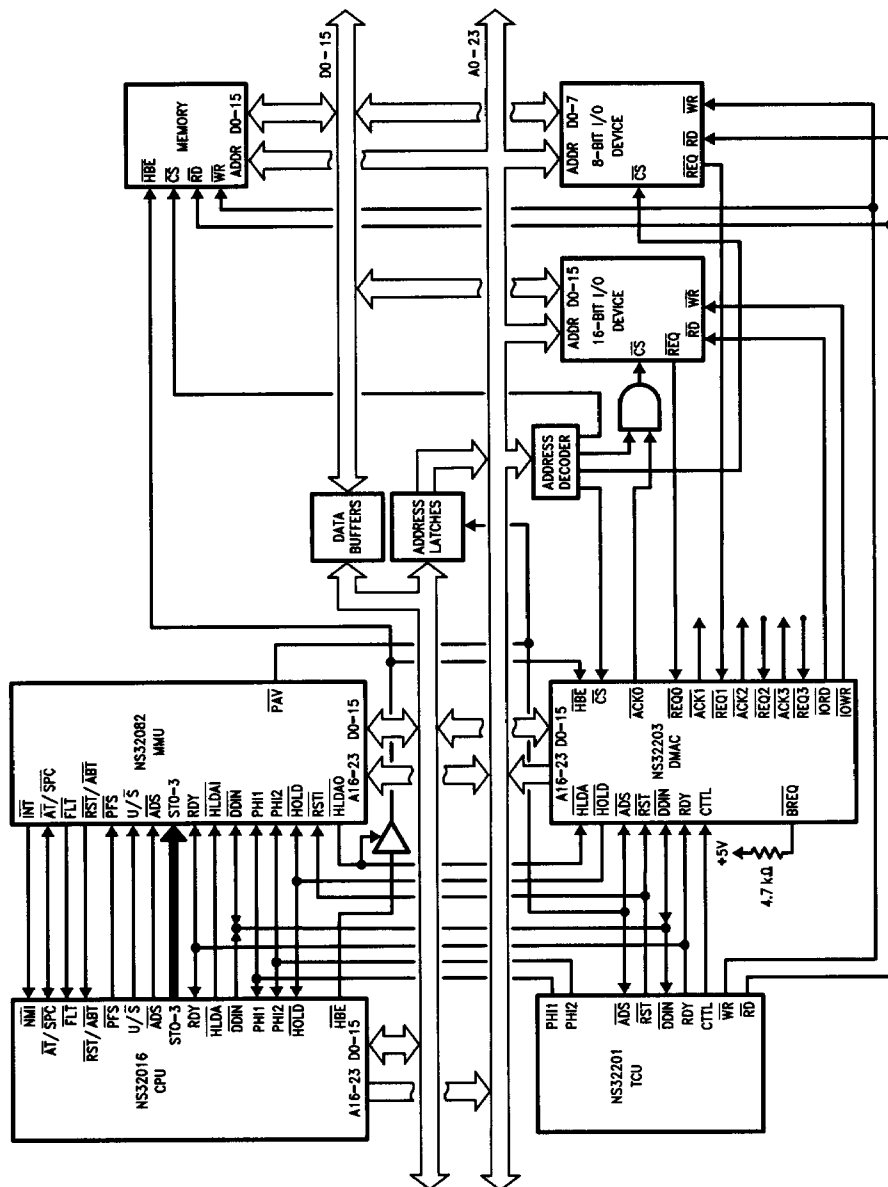 NS32016
CPU
NMI
AT/SPC
FLT
RST/ABT
PFS
U/S
ADS
ST0-3
RDY
HLDA
DDIN
PHI1
PHI2
HOLD
HBE
A16-23 D0-15
NS32082
MMU
INT
AT/SPC
FLT
RST/ABT
PFS
U/S
ADS
ST0-3
RDY
HLDAI
DDIN
PHI1
PHI2
HOLD
RSTI
HLDAO
A16-23 D0-15
PAV
MEMORY
HBE
CS
RD
WR
ADDR D0-15
DATA
BUFFERS
ADDRESS
LATCHES
D0-15
A0-23
ADDRESS
DECODER
NS32201
TCU
PHI1
PHI2
ADS
RST
DDIN
RDY
CTTL
WR
RD
+5V
4.7 kΩ
NS32203
DMAC
A16-23 D0-15
HLDA
HOLD
ADS
RST
DDIN
RDY
CTTL
BREQ
HBE
CS
ACK0
REQ0
ACK1
REQ1
ACK2
REQ2
ACK3
REQ3
IORD
IOWR
ADDR D0-15
16-BIT I/O
DEVICE
CS
REQ
RD
WR
ADDR D0-7
8-BIT I/O
DEVICE
CS
REQ
RD
WR